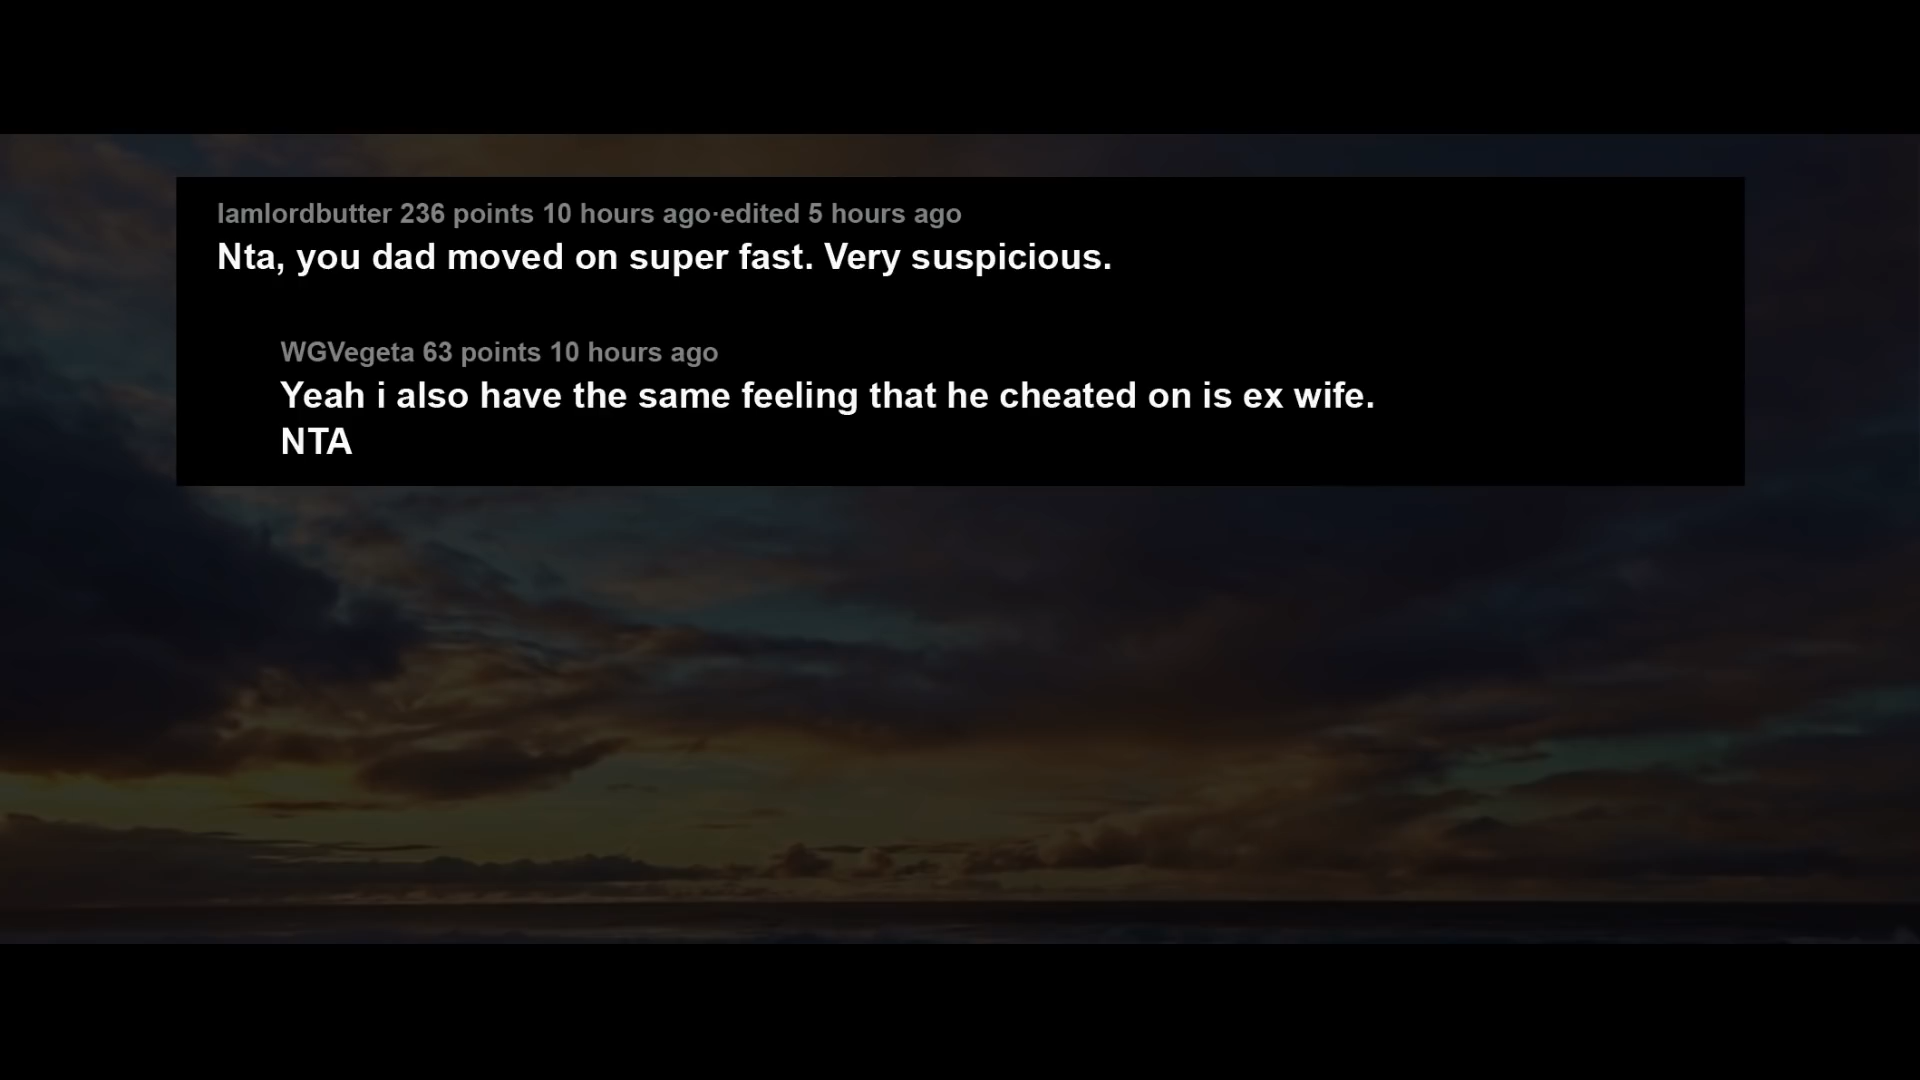 Iamlordbutter 236 points 10 hours ago·edited 5 hours ago
Nta, you dad moved on super fast. Very suspicious.
WGVegeta 63 points 10 hours ago
Yeah i also have the same feeling that he cheated on is ex wife.
NTA